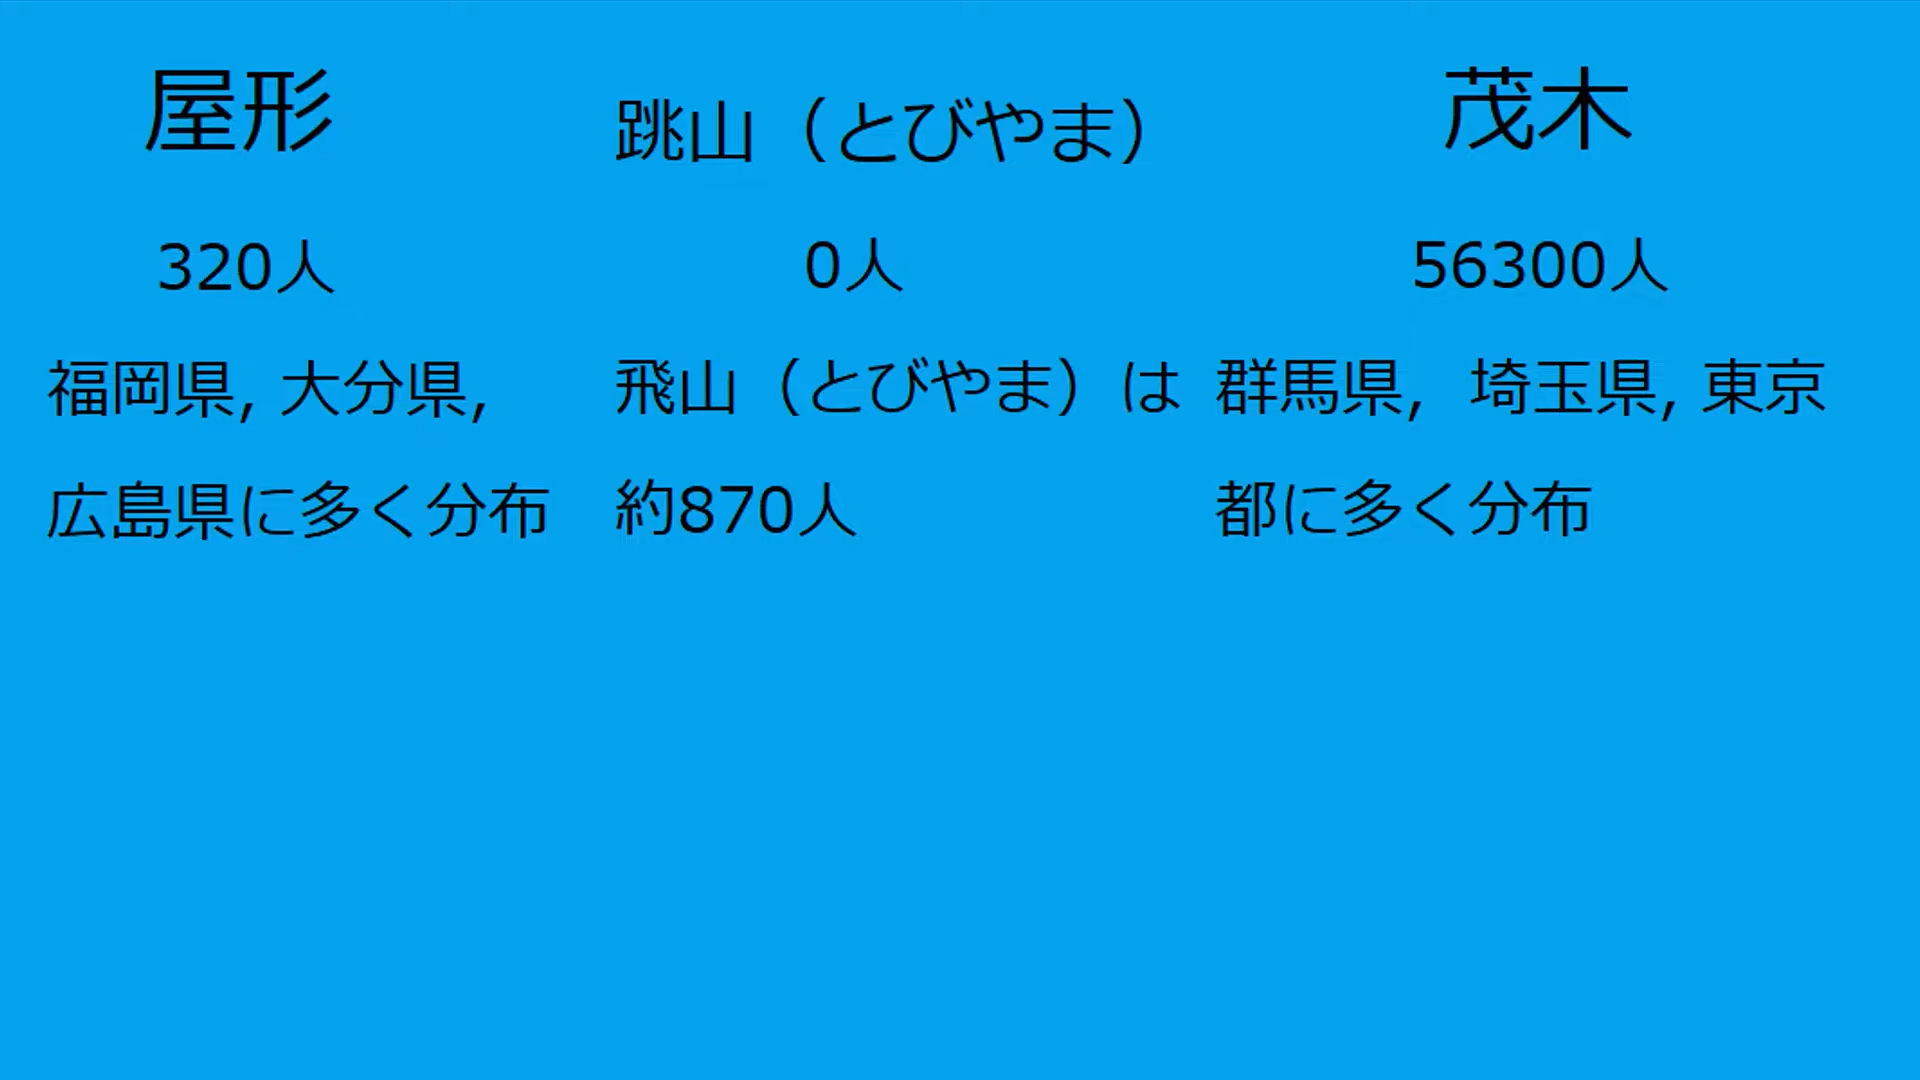 屋形
320人
福岡県, 大分県,
広島県に多く分布
跳山（とびやま）
0人
飛山（とびやま）は
約870人
茂木
56300人
群馬県, 埼玉県, 東京
都に多く分布